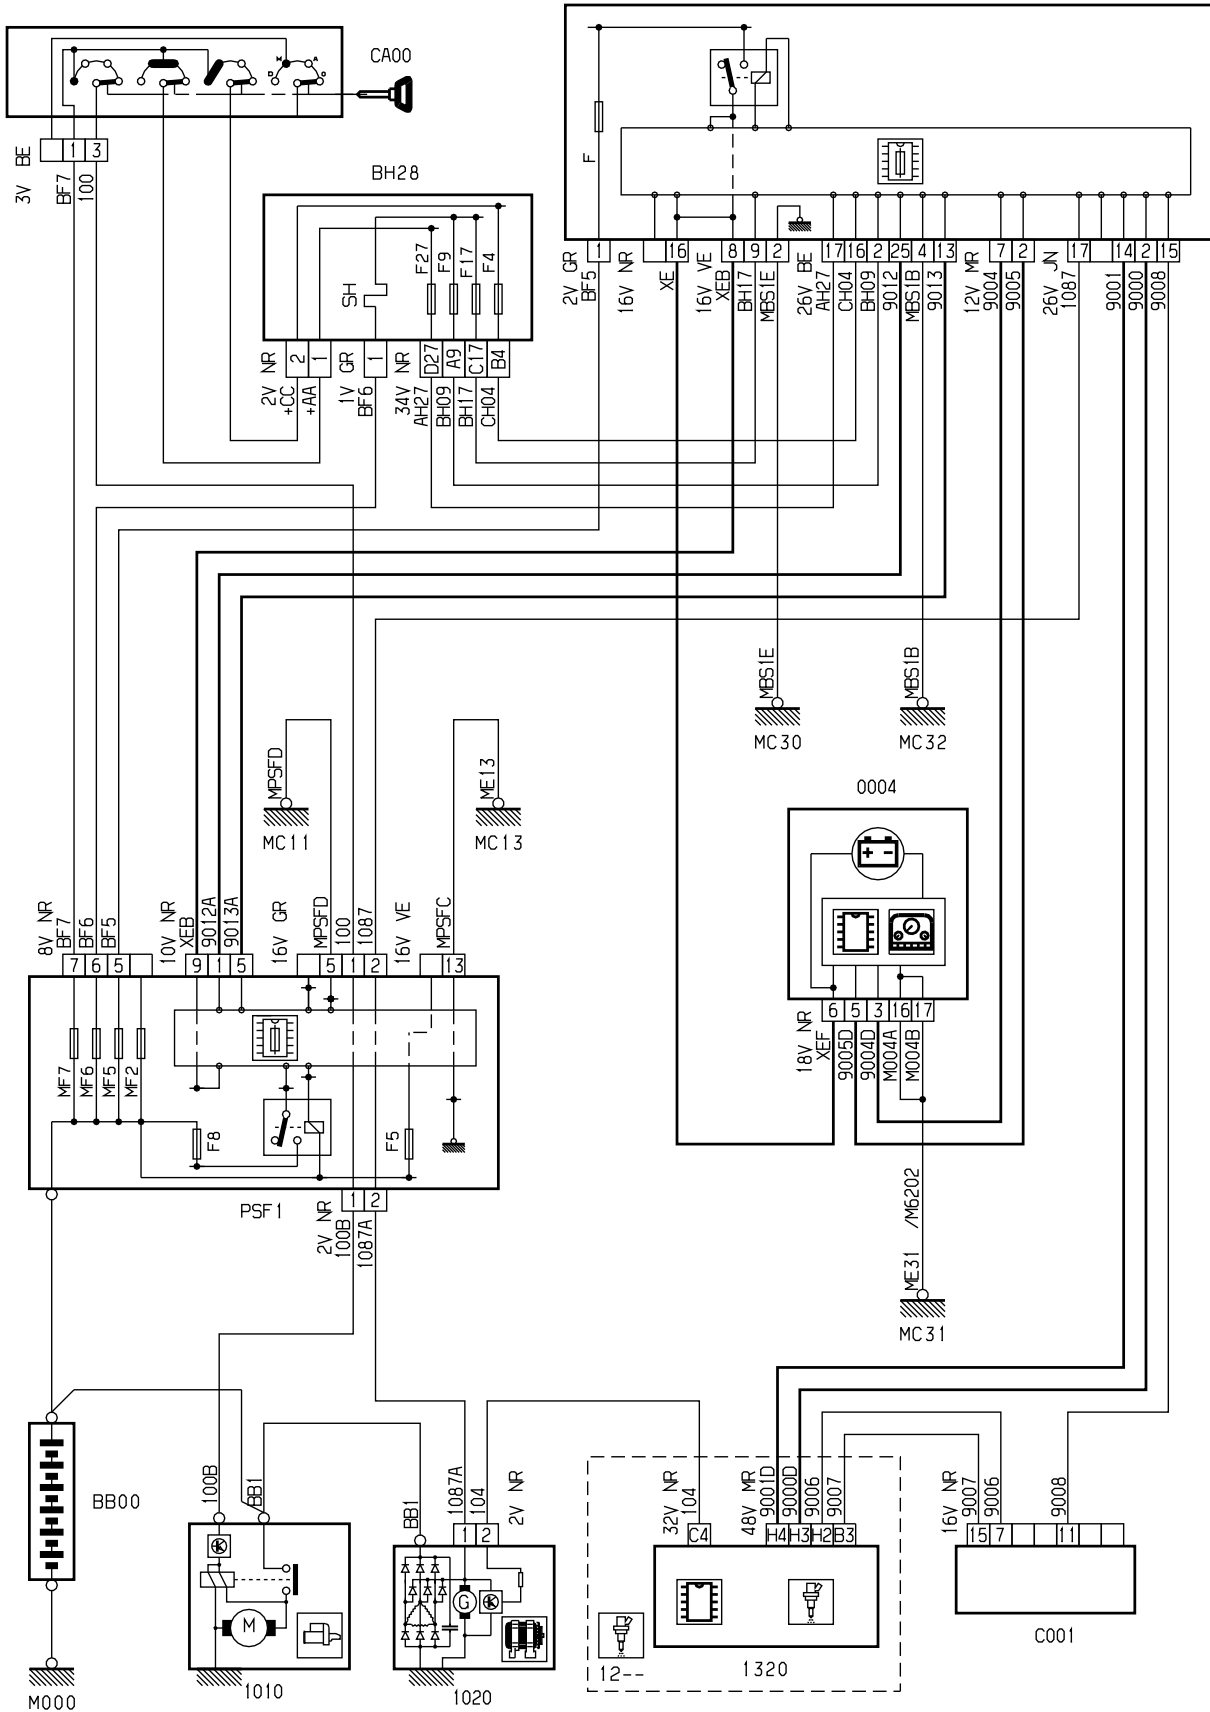 CA00
M
A
D
O
3V BE
1
3
BF7
100
BH28
SH
F27
F9
F17
F4
2
1
1
D27
A9
C17
B4
2V NR
+CC
+AA
1V GR
BF6
34V NR
AH27
BH09
BH17
CH04
F
1
16
8
9
2
17
16
2
25
4
13
7
2
17
14
2
15
2V GR
BF5
16V NR
XE
16V VE
XEB
BH17
MBS1E
26V BE
AH27
CH04
BH09
9012
MBS1B
9013
12V MR
9004
9005
26V JN
1087
9001
9000
9008
MBS1E
MC30
MBS1B
MC32
MPSFD
MC11
ME13
MC13
0004
+ -
6
5
3
16
17
18V NR
XEF
9005D
9004D
M004A
M004B
/M6202
ME31
MC31
8V NR
BF7
BF6
BF5
10V NR
XEB
9012A
9013A
16V GR
MPSFD
100
1087
16V VE
MPSFC
7
6
5
9
1
5
5
1
2
13
MF7
MF6
MF5
MF2
F8
F5
PSF1
1
2
2V NR
100B
1087A
BB00
M000
100B
BB1
M
1010
BB1
1087A
104
2V NR
1
2
G
1020
32V NR
104
48V MR
9001D
9000D
9006
9007
C4
H4
H3
H2
B3
12--
1320
16V NR
9007
9006
9008
15
7
11
C001